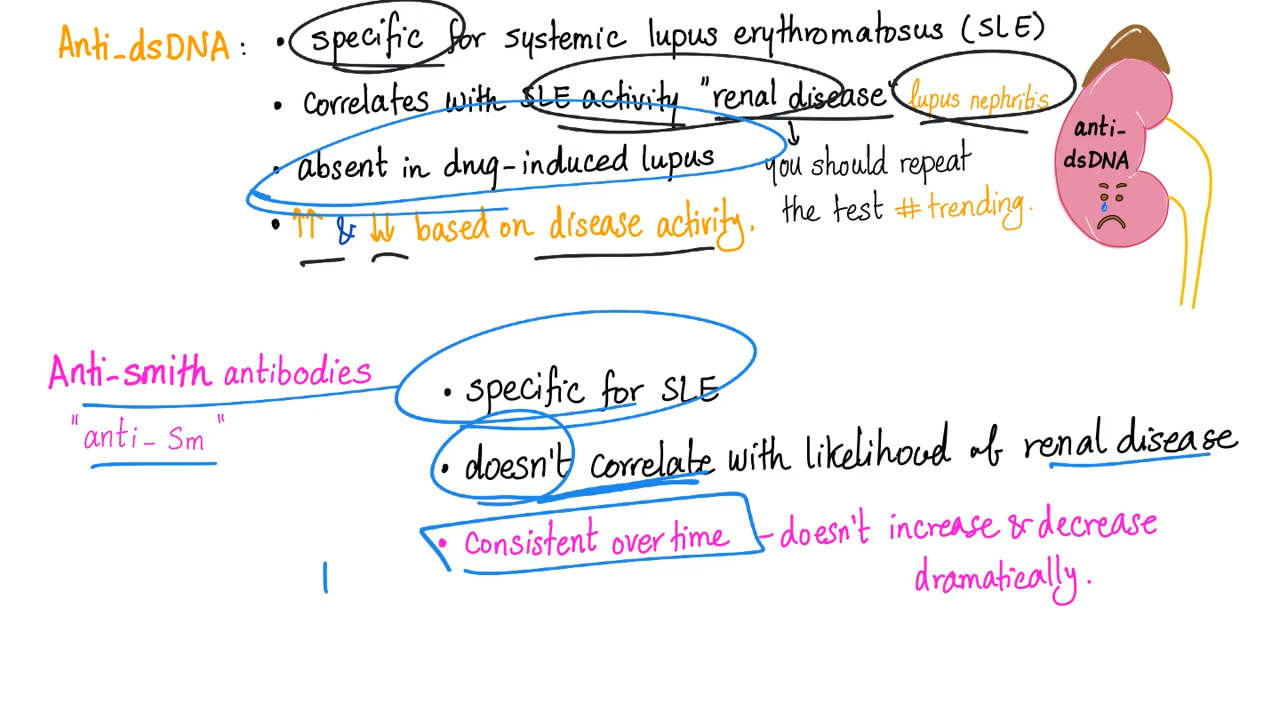 Anti_dsDNA : • specific for systemic lupus erythromatosus (SLE)
• correlates with SLE activity "renal disease" lupus nephritis
• absent in drug-induced lupus
you should repeat
the test # trending.
• ↑↑ & ↓↓ based on disease activity.
anti-
dsDNA
Anti-smith antibodies
"anti-Sm"
• specific for SLE
• doesn't correlate with likelihood of renal disease
• Consistent over time - doesn't increase & decrease
dramatically.